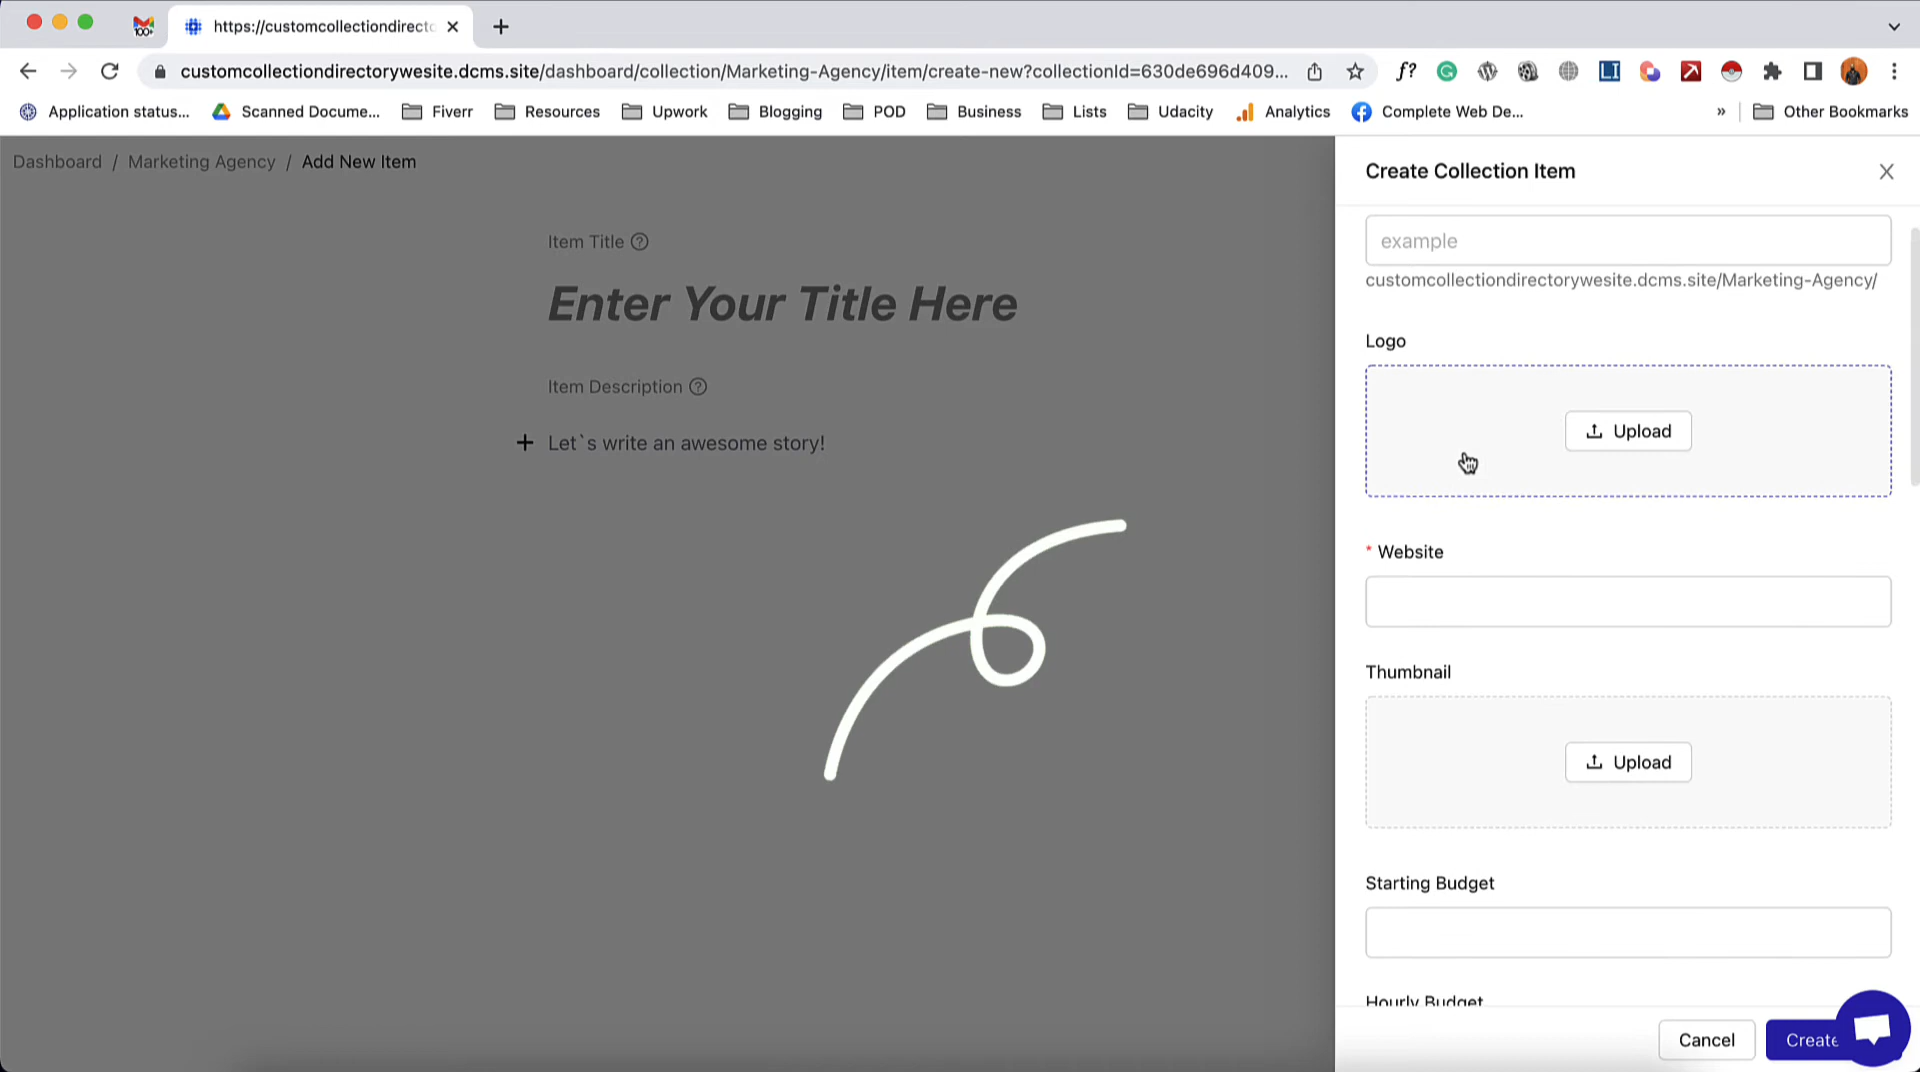 https://customcollectiondirecto
customcollectiondirectorywesite.dcms.site/dashboard/collection/Marketing-Agency/item/create-new?collectionId=630de696d409...
Application status... Scanned Docume... Fiverr Resources Upwork Blogging POD Business Lists Udacity Analytics Complete Web De... » Other Bookmarks
Dashboard / Marketing Agency / Add New Item
Item Title
Enter Your Title Here
Item Description
+ Let`s write an awesome story!
Create Collection Item
example
customcollectiondirectorywesite.dcms.site/Marketing-Agency/
Logo
Upload
* Website
Thumbnail
Upload
Starting Budget
Hourly Budget
Cancel Create